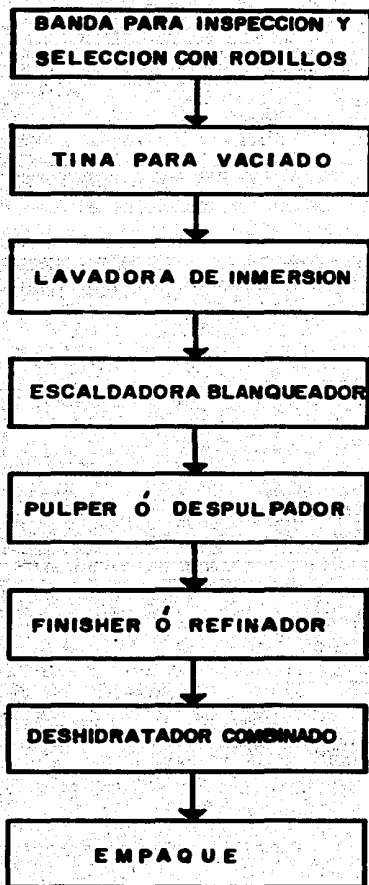 BANDA PARA INSPECCION Y
SELECCION CON RODILLOS
TINA PARA VACIADO
LAVADORA DE INMERSION
ESCALDADORA BLANQUEADOR
PULPER Ó DESPULPADOR
FINISHER Ó REFINADOR
DESHIDRATADOR COMBINADO
EMPAQUE